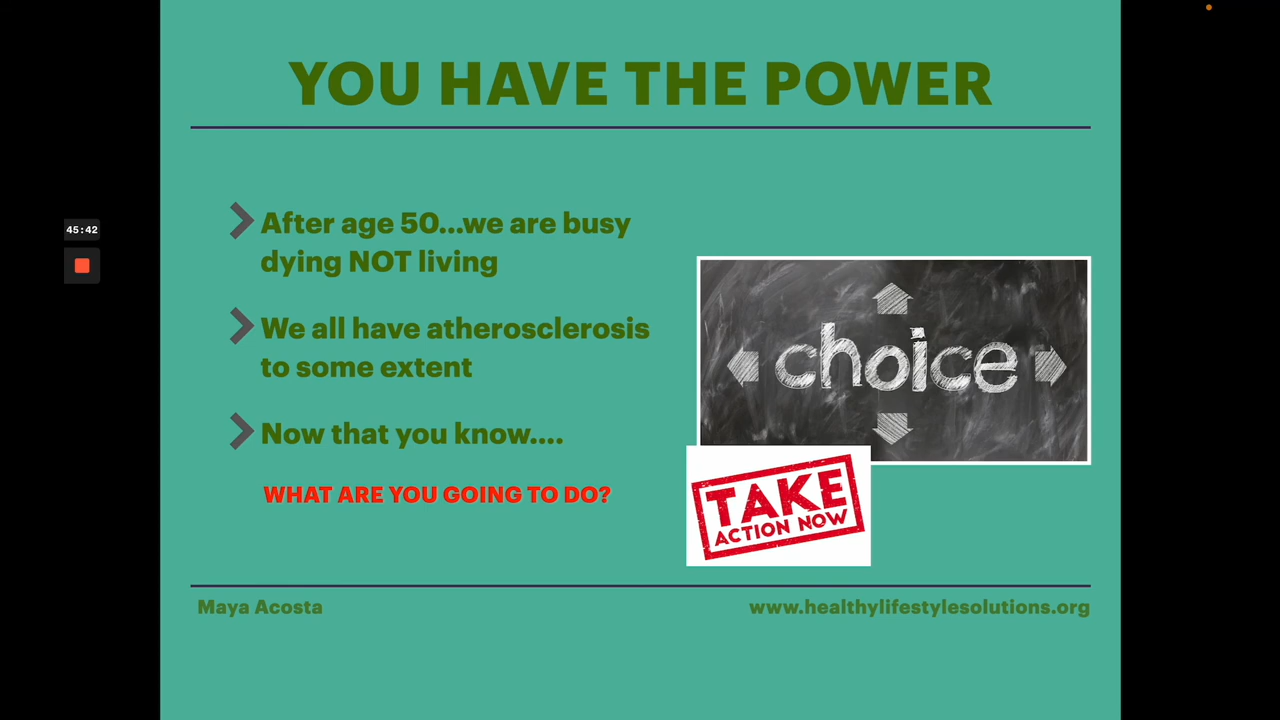 YOU HAVE THE POWER
After age 50...we are busy
dying NOT living
We all have atherosclerosis
to some extent
Now that you know....
WHAT ARE YOU GOING TO DO?
choice
TAKE
ACTION NOW
45:42
Maya Acosta
www.healthylifestylesolutions.org